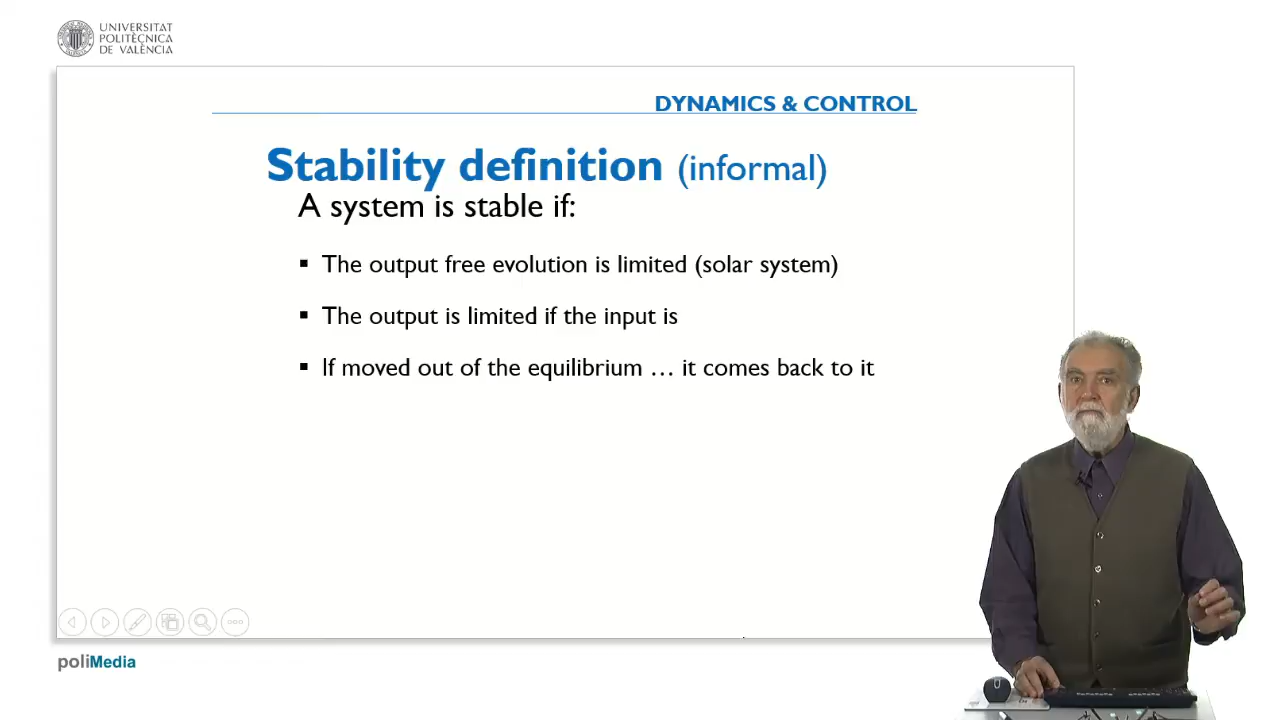 UNIVERSITAT
POLITÈCNICA
DE VALÈNCIA
DYNAMICS & CONTROL
Stability definition (informal)
A system is stable if:
▪ The output free evolution is limited (solar system)
▪ The output is limited if the input is
▪ If moved out of the equilibrium … it comes back to it
poliMedia